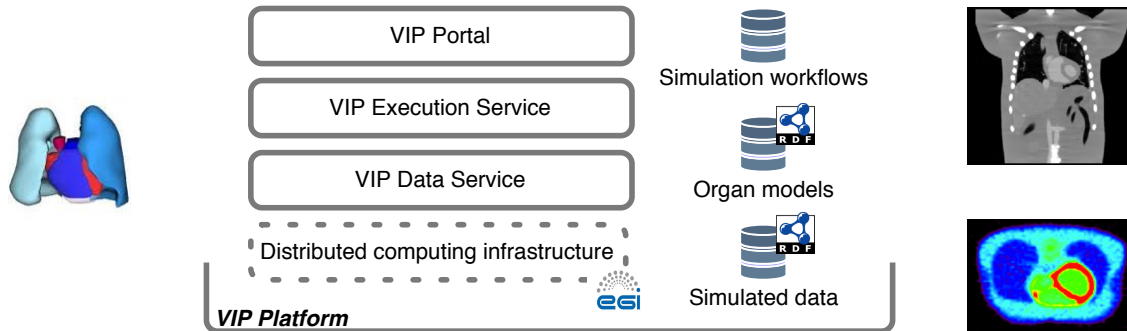 VIP Portal
VIP Execution Service
VIP Data Service
Distributed computing infrastructure
egi
VIP Platform
Simulation workflows
RDF
Organ models
RDF
Simulated data